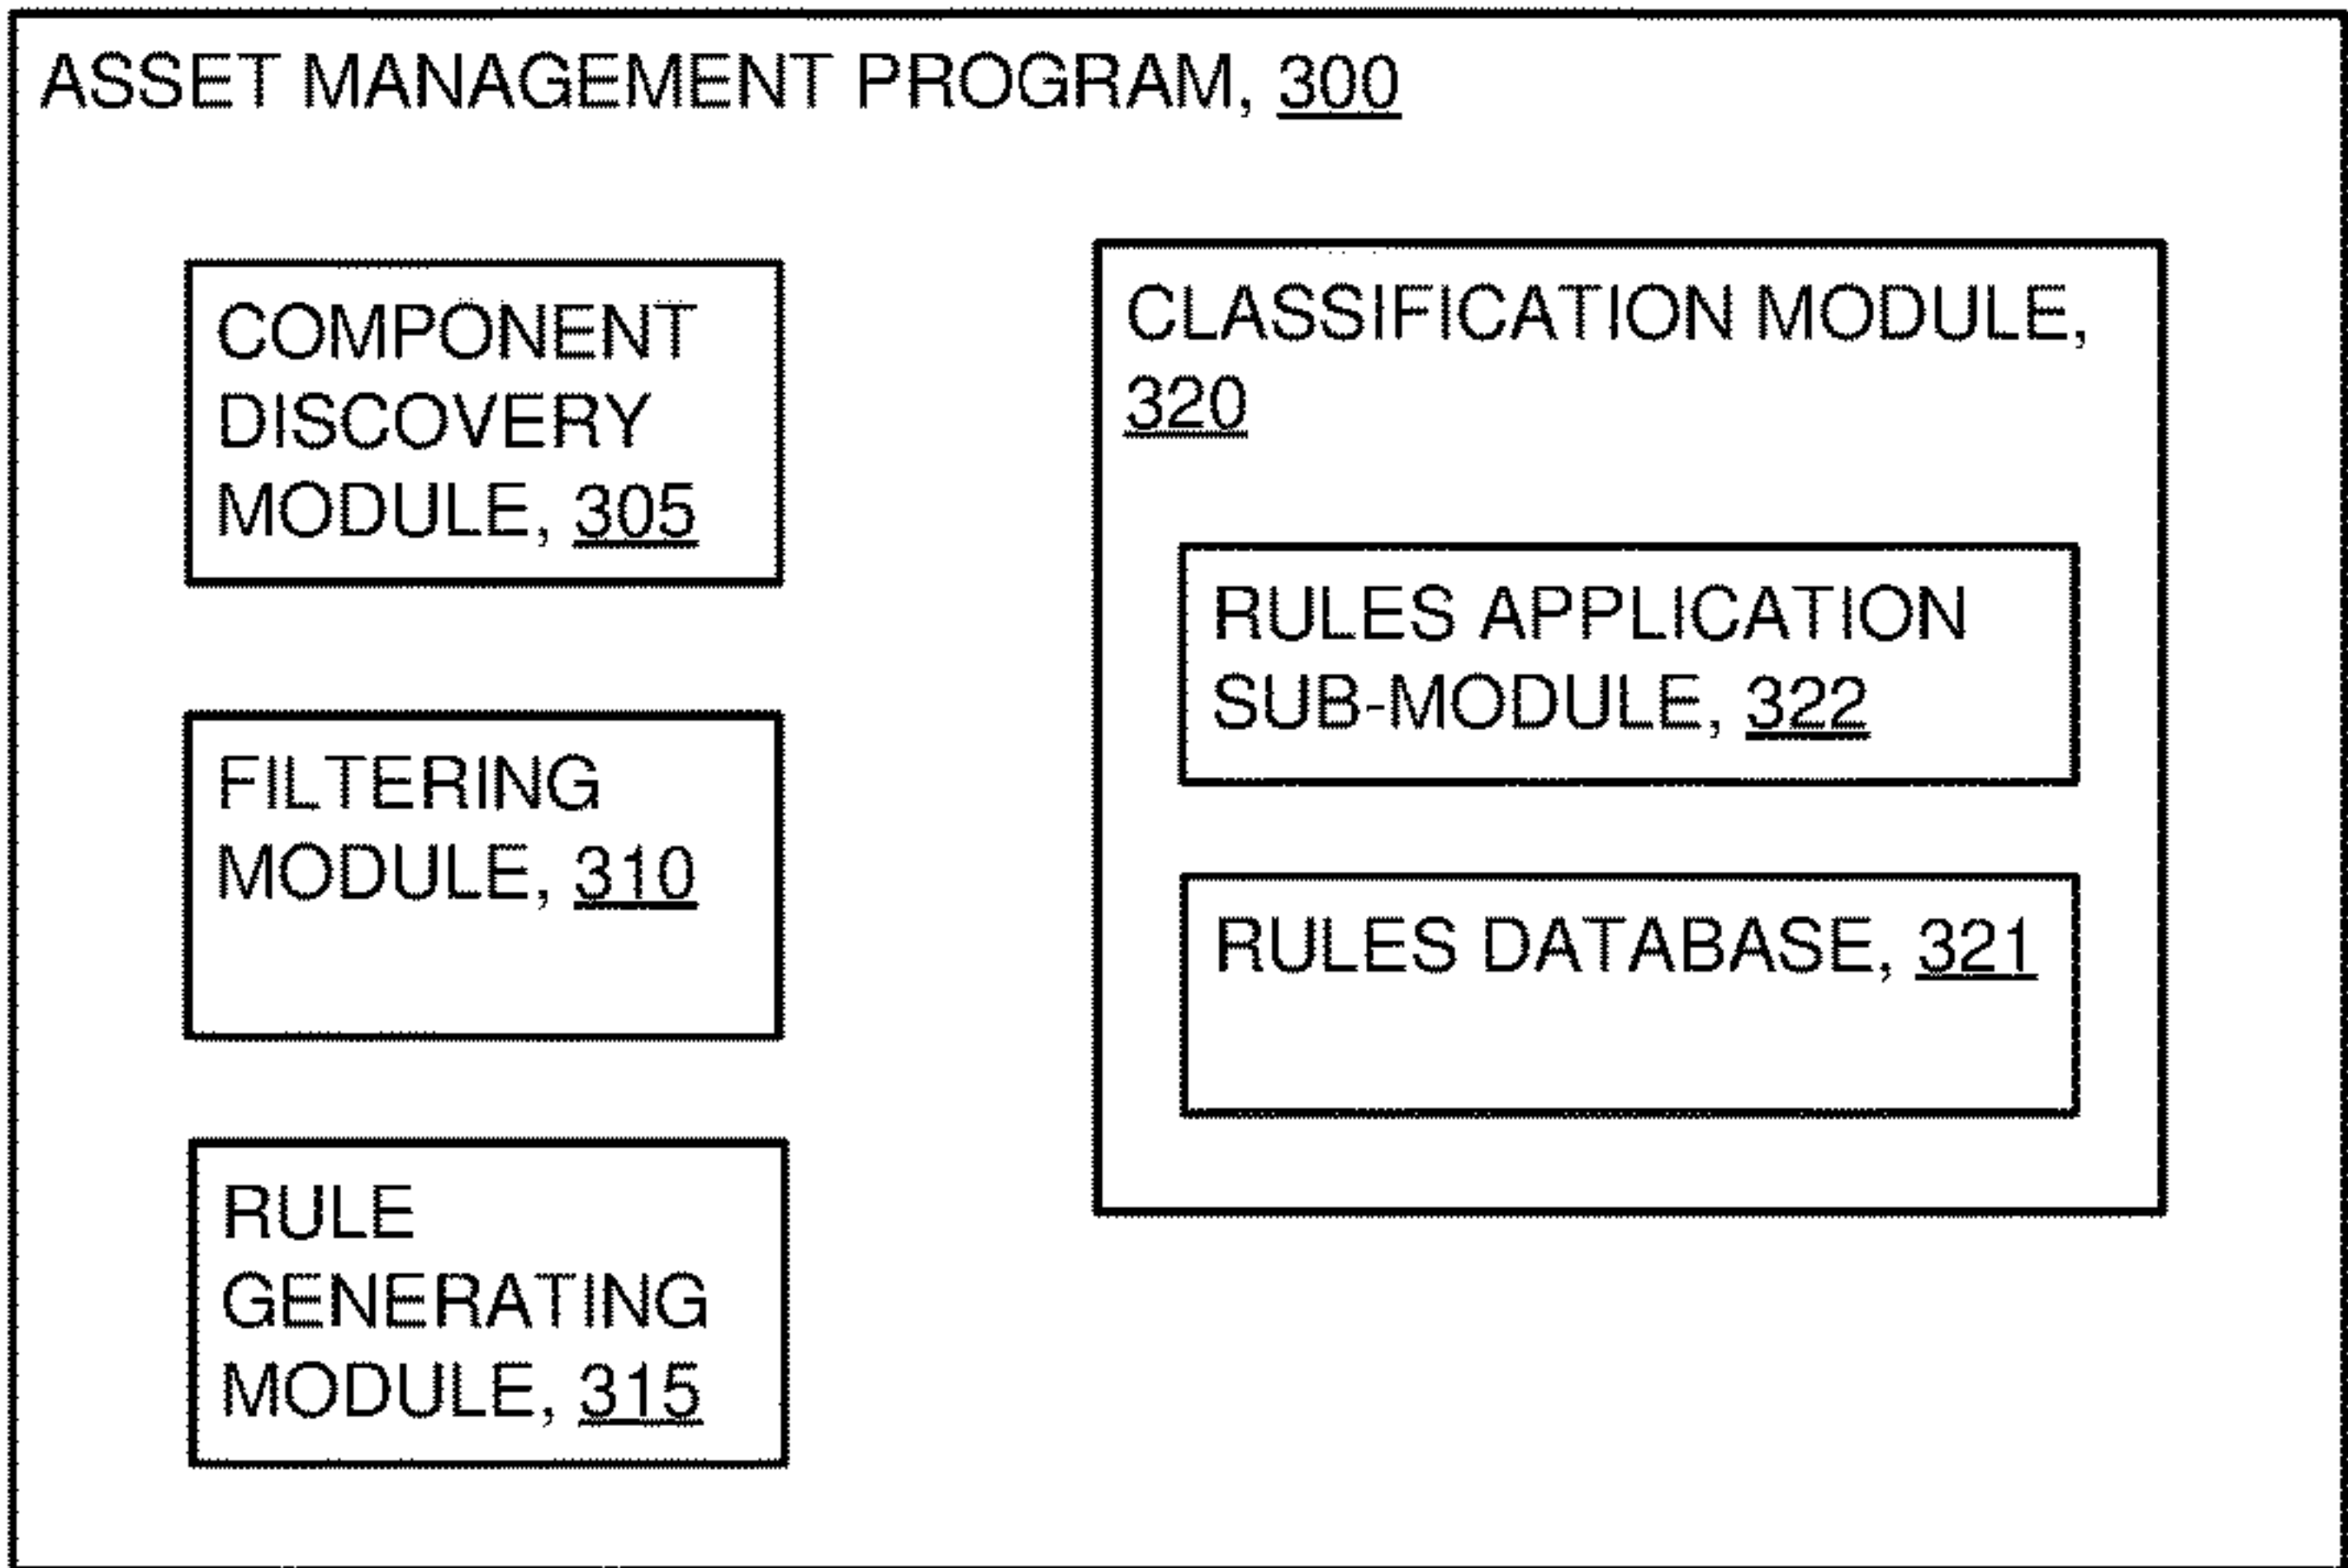 ASSET MANAGEMENT PROGRAM, 300
COMPONENT
DISCOVERY
MODULE, 305
FILTERING
MODULE, 310
RULE
GENERATING
MODULE, 315
CLASSIFICATION MODULE,
320
RULES APPLICATION
SUB-MODULE, 322
RULES DATABASE, 321